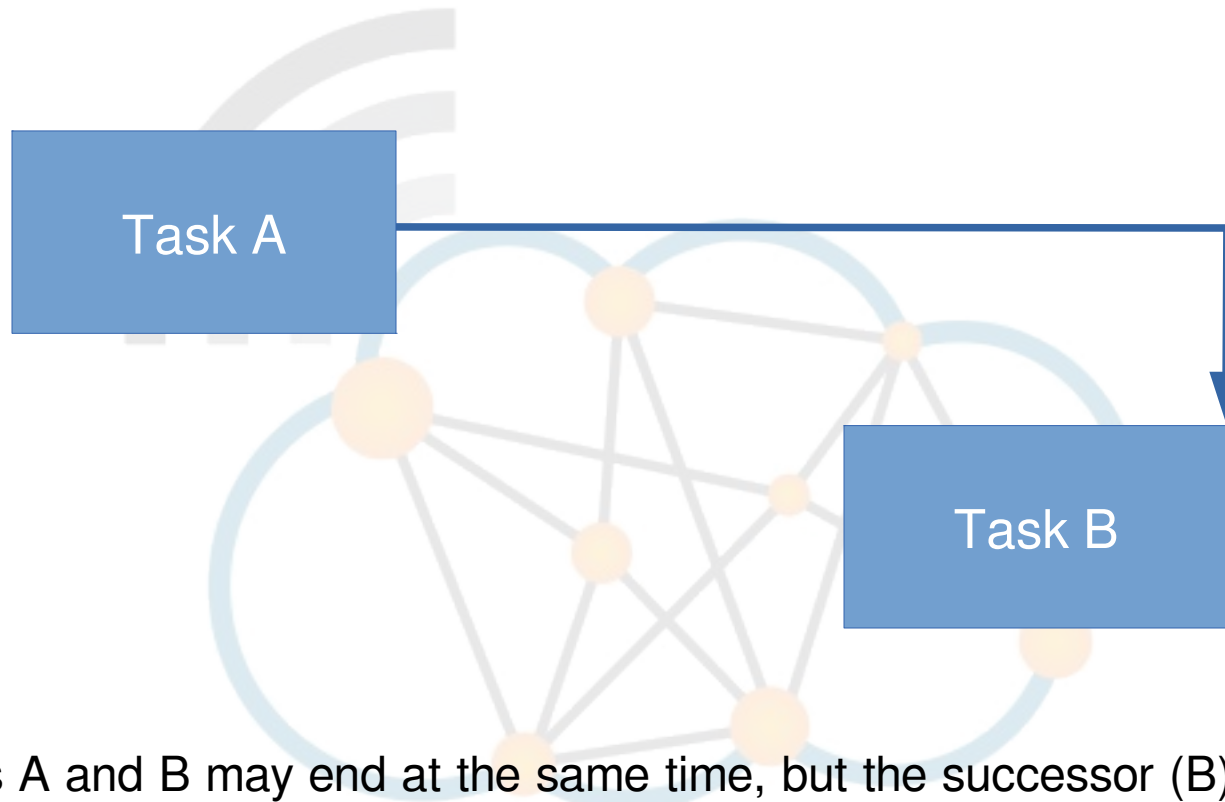 Task A
Task B
s A and B may end at the same time, but the successor (B)